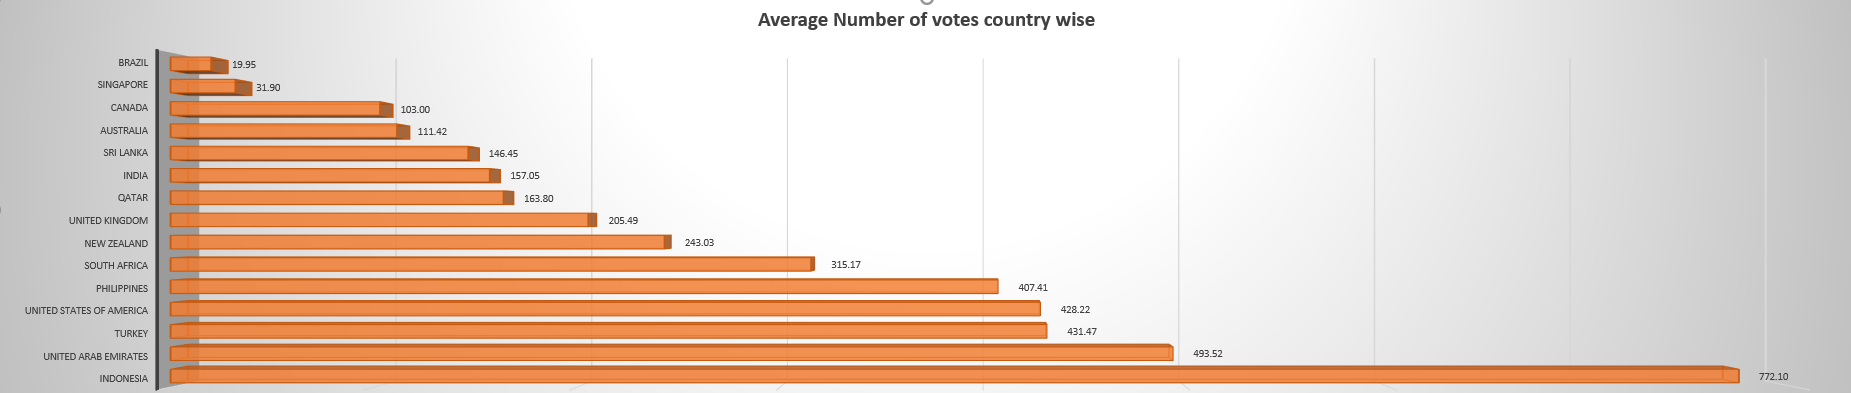 Average Number of votes country wise
BRAZIL 19.95
SINGAPORE 31.90
CANADA 103.00
AUSTRALIA 111.42
SRI LANKA 146.45
INDIA 157.05
QATAR 163.80
UNITED KINGDOM 205.49
NEW ZEALAND 243.03
SOUTH AFRICA 315.17
PHILIPPINES 407.41
UNITED STATES OF AMERICA 428.22
TURKEY 431.47
UNITED ARAB EMIRATES 493.52
INDONESIA 772.10